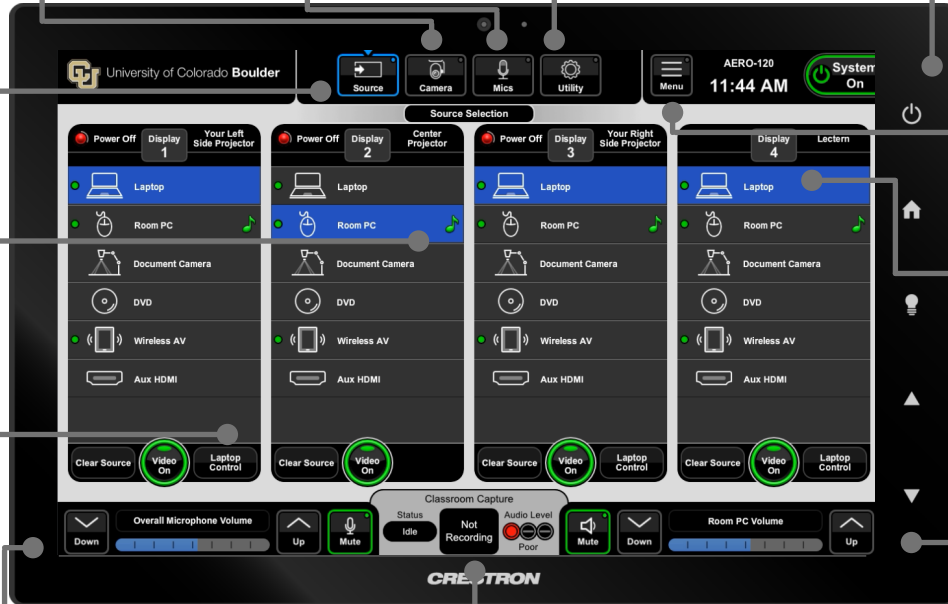 University of Colorado Boulder
Source
Camera
Mics
Utility
Menu
AERO-120
11:44 AM
System
On
Source Selection
Power Off
Display
1
Your Left
Side Projector
Laptop
Room PC
Document Camera
DVD
Wireless AV
Aux HDMI
Clear Source
Video
On
Laptop
Control
Power Off
Display
2
Center
Projector
Laptop
Room PC
Document Camera
DVD
Wireless AV
Aux HDMI
Clear Source
Video
On
Power Off
Display
3
Your Right
Side Projector
Laptop
Room PC
Document Camera
DVD
Wireless AV
Aux HDMI
Clear Source
Video
On
Laptop
Control
Display
4
Lectern
Laptop
Room PC
Document Camera
DVD
Wireless AV
Aux HDMI
Clear Source
Video
On
Laptop
Control
Down
Overall Microphone Volume
Up
Mute
Classroom Capture
Status
Idle
Not
Recording
Audio Level
Poor
Mute
Down
Room PC Volume
Up